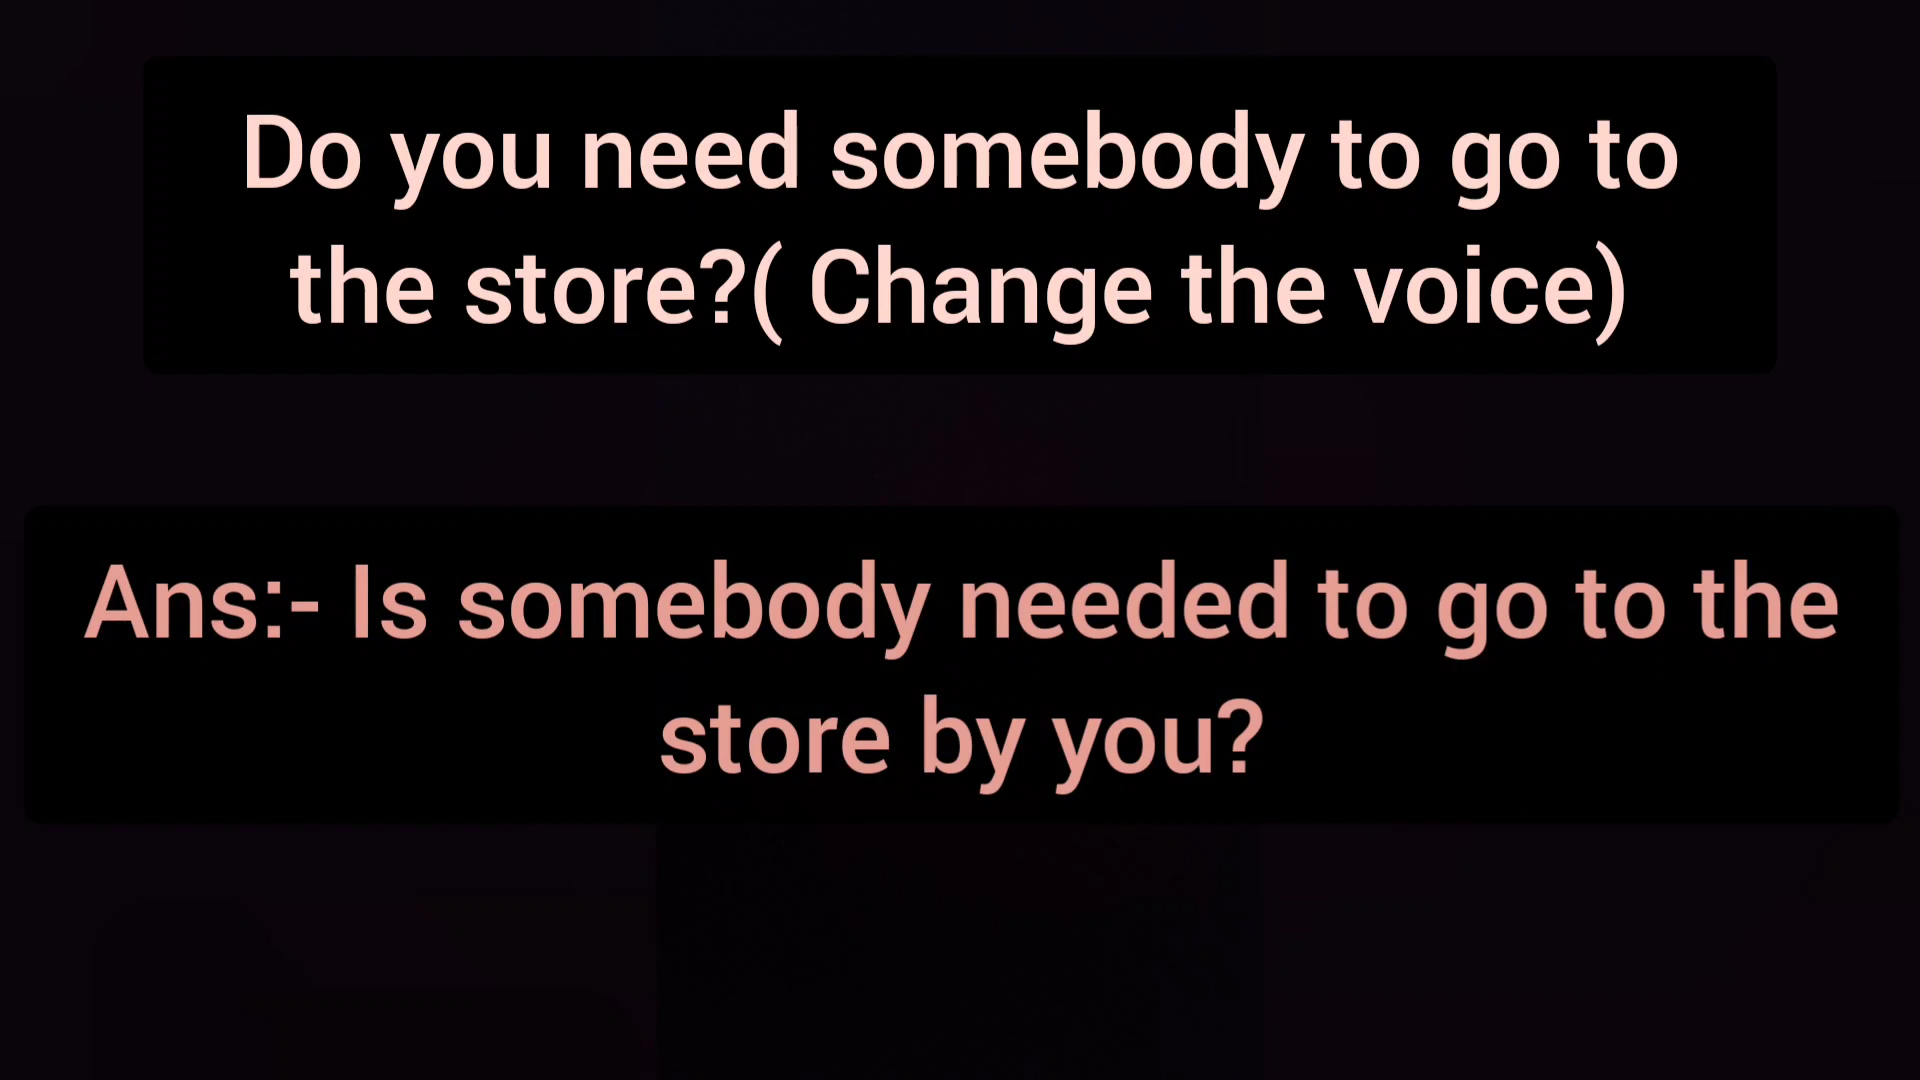 Do you need somebody to go to
the store?( Change the voice)
Ans:- Is somebody needed to go to the
store by you?